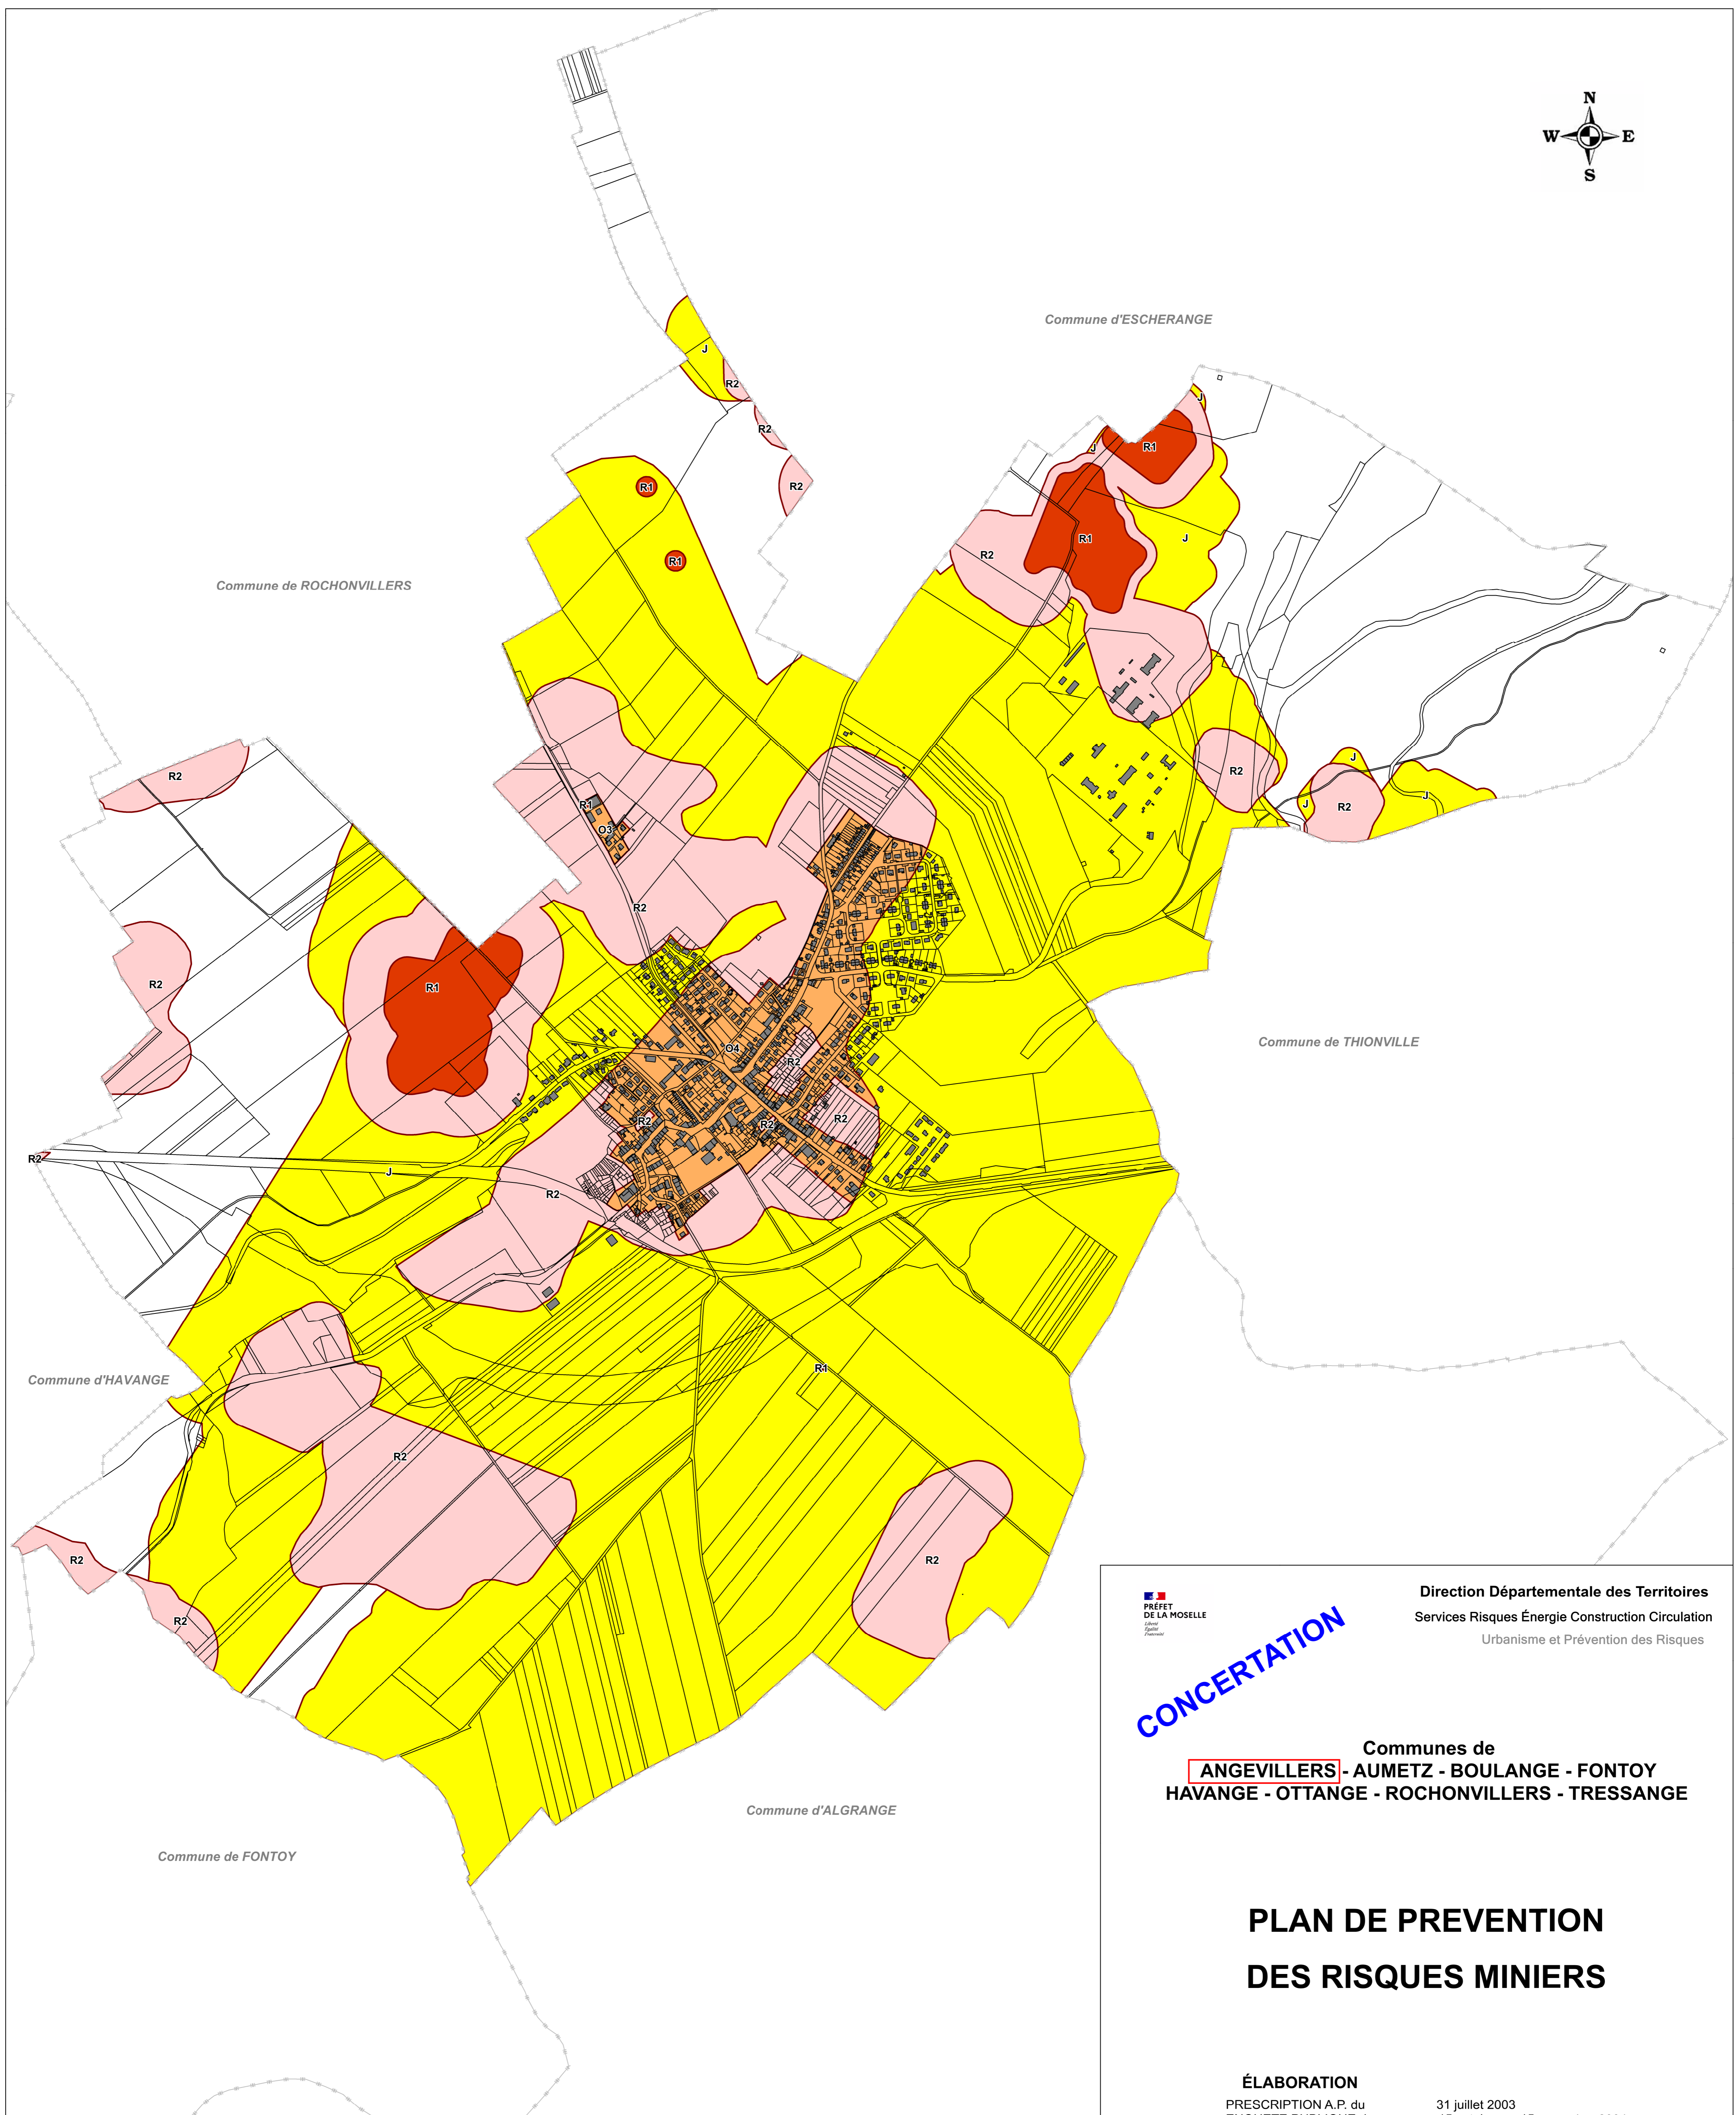 N
W E
S
Commune d'ESCHERANGE
J
R2
R2
J
R1
J
R2
R1
R1
R2
R1
J
Commune de ROCHONVILLERS
R2
R2
J
R1
O3
J
R2
J
R2
R2
R1
Commune de THIONVILLE
O4
R2
R2
R2
R2
R2
J
R2
Commune d'HAVANGE
R1
R2
R2
R2
R2
Commune d'ALGRANGE
Commune de FONTOY
PRÉFET
DE LA MOSELLE
Liberté
Égalité
Fraternité
Direction Départementale des Territoires
Services Risques Énergie Construction Circulation
Urbanisme et Prévention des Risques
CONCERTATION
Communes de
ANGEVILLERS - AUMETZ - BOULANGE - FONTOY
HAVANGE - OTTANGE - ROCHONVILLERS - TRESSANGE
PLAN DE PREVENTION
DES RISQUES MINIERS
ÉLABORATION
PRESCRIPTION A.P. du 31 juillet 2003